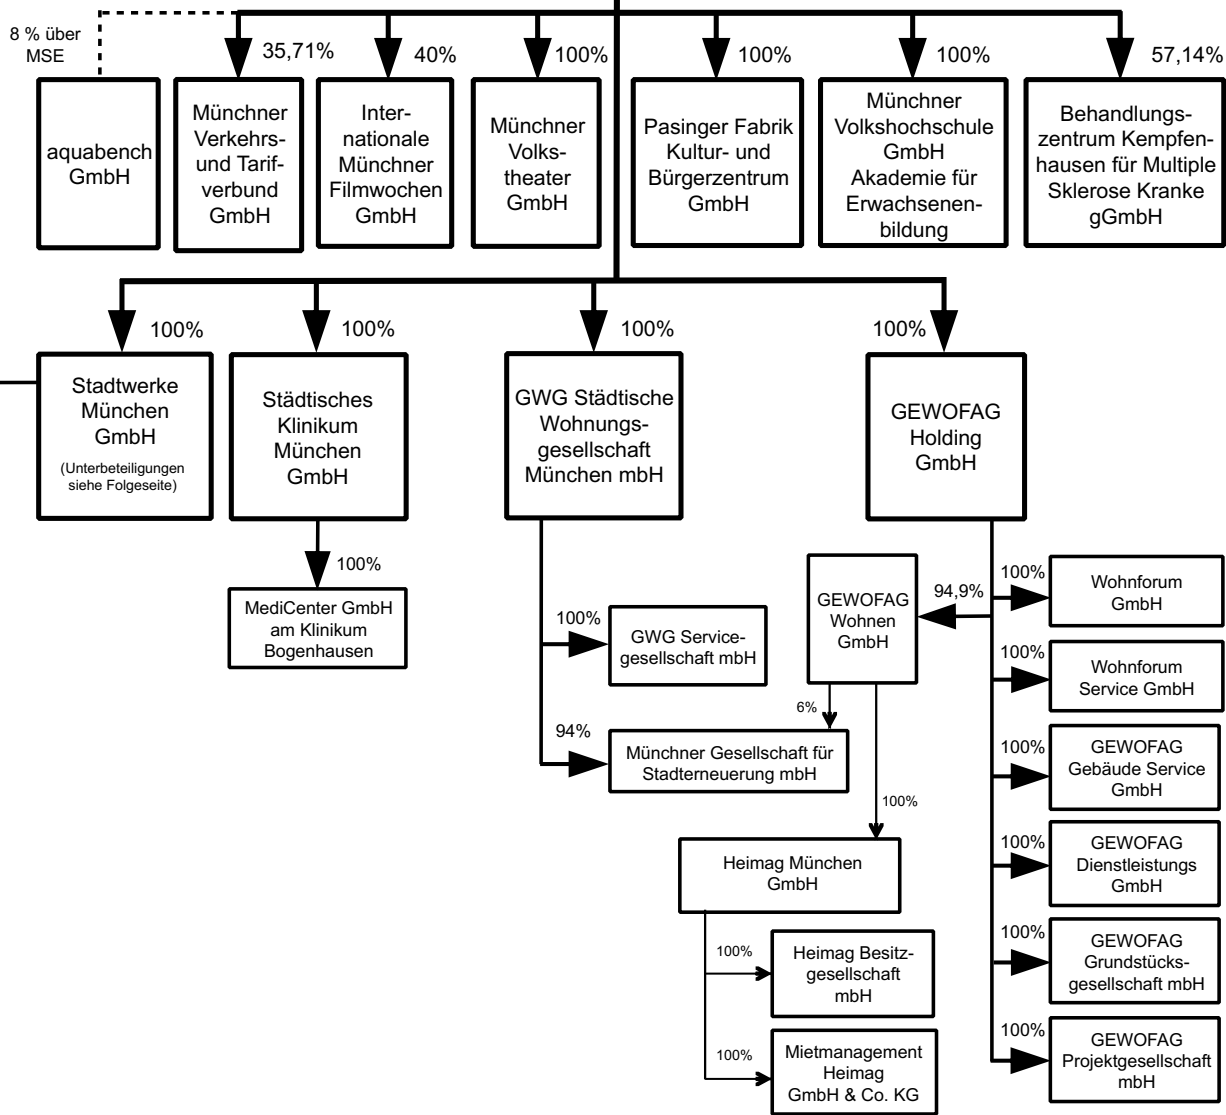 8 % über
MSE
35,71%
40%
100%
100%
100%
57,14%
aquabench
GmbH
Münchner
Verkehrs-
und Tarif-
verbund
GmbH
Inter-
nationale
Münchner
Filmwochen
GmbH
Münchner
Volks-
theater
GmbH
Pasinger Fabrik
Kultur- und
Bürgerzentrum
GmbH
Münchner
Volkshochschule
GmbH
Akademie für
Erwachsenen-
bildung
Behandlungs-
zentrum Kempfen-
hausen für Multiple
Sklerose Kranke
gGmbH
100%
100%
100%
100%
Stadtwerke
München
GmbH
(Unterbeteiligungen
siehe Folgeseite)
Städtisches
Klinikum
München
GmbH
GWG Städtische
Wohnungs-
gesellschaft
München mbH
GEWOFAG
Holding
GmbH
100%
MediCenter GmbH
am Klinikum
Bogenhausen
100%
GWG Service-
gesellschaft mbH
94%
Münchner Gesellschaft für
Stadterneuerung mbH
GEWOFAG
Wohnen
GmbH
94,9%
6%
100%
Heimag München
GmbH
100%
Heimag Besitz-
gesellschaft
mbH
100%
Mietmanagement
Heimag
GmbH & Co. KG
100%
Wohnforum
GmbH
100%
Wohnforum
Service GmbH
100%
GEWOFAG
Gebäude Service
GmbH
100%
GEWOFAG
Dienstleistungs
GmbH
100%
GEWOFAG
Grundstücks-
gesellschaft mbH
100%
GEWOFAG
Projektgesellschaft
mbH